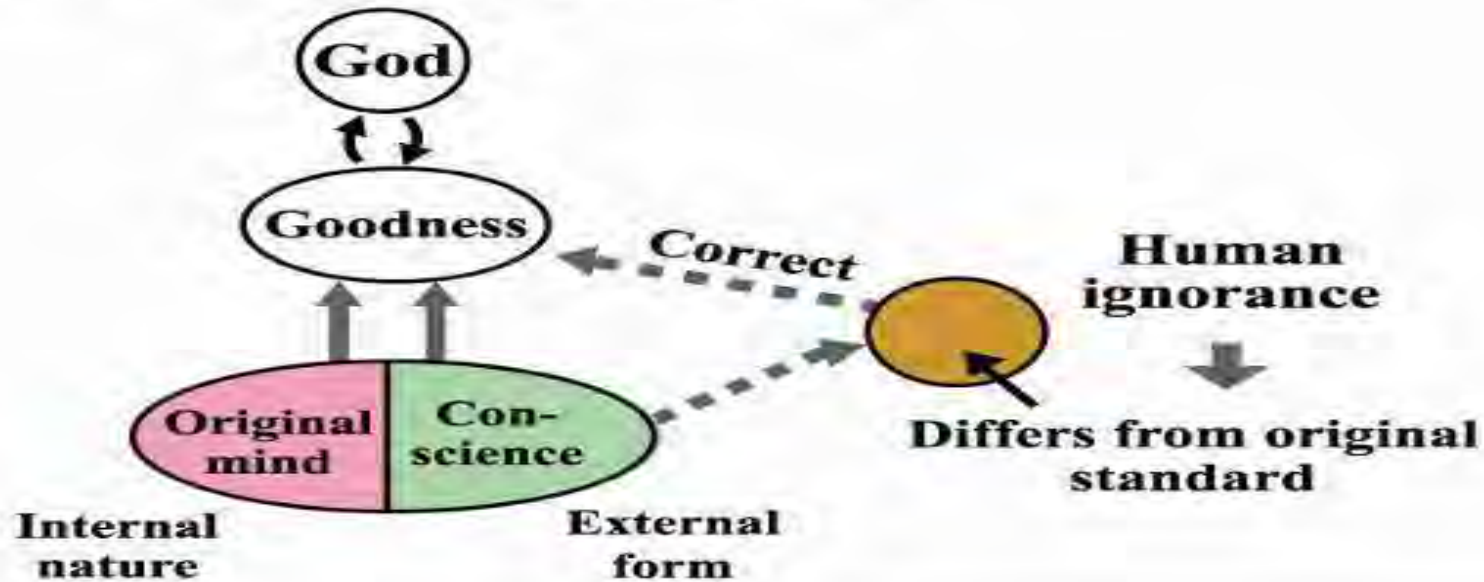 God
Goodness
Correct
Human
ignorance
Original
mind
Con-
science
Differs from original
standard
Internal
nature
External
form